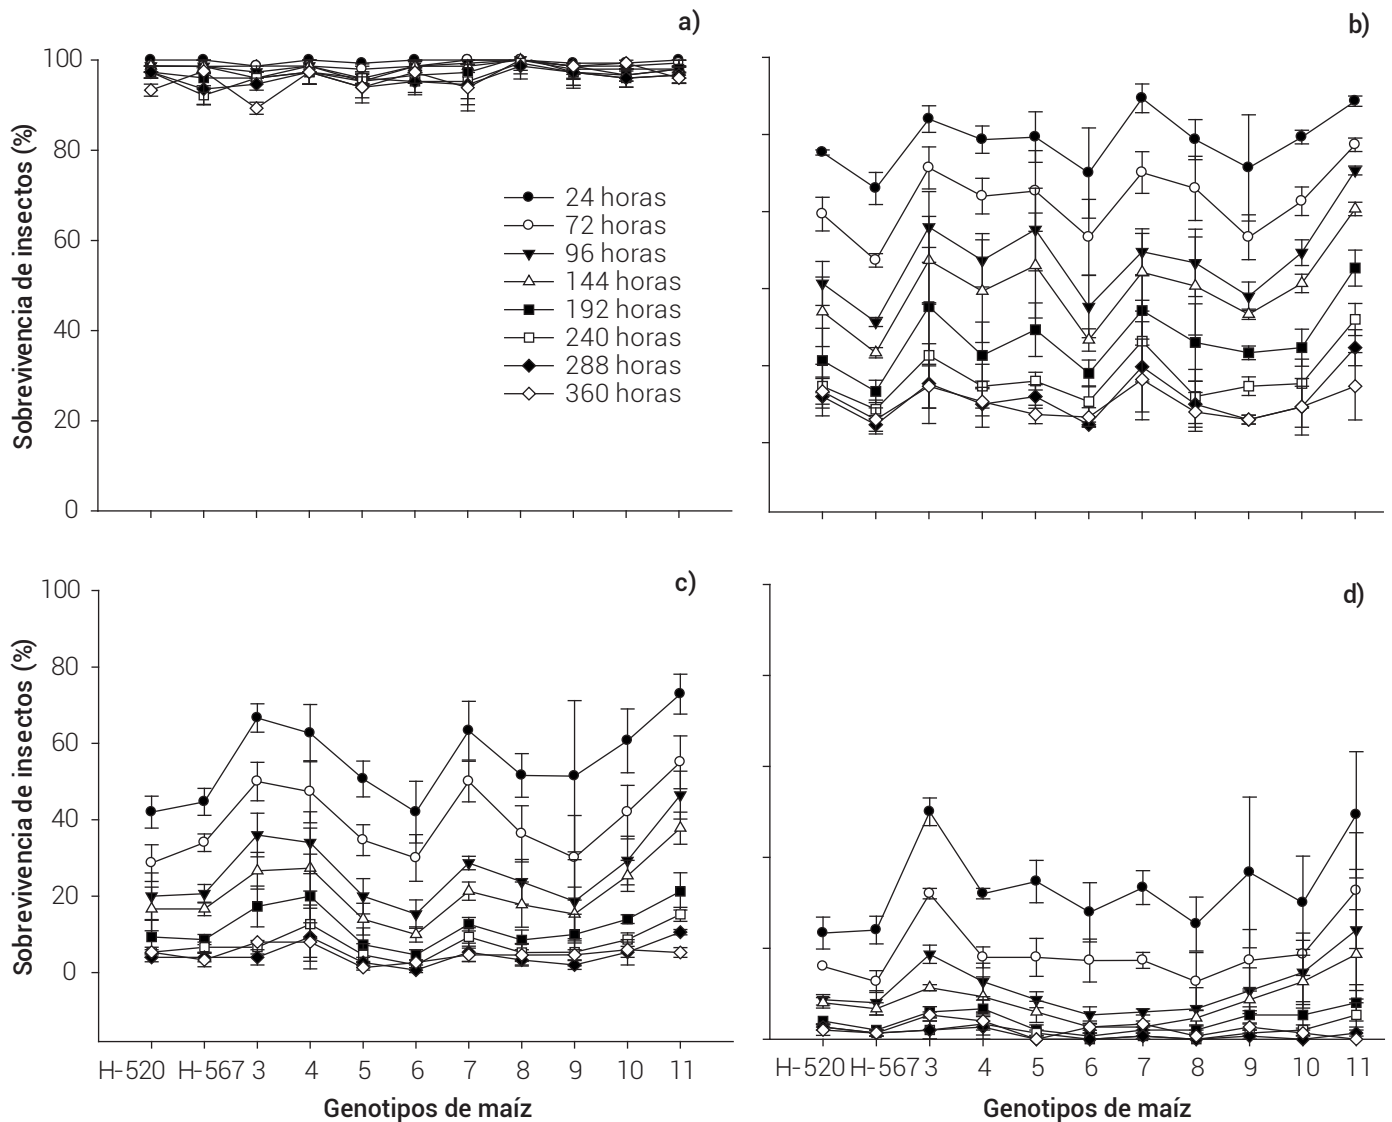 a)
b)
100
80
60
40
20
0
Sobrevivencia de insectos (%)
24 horas
72 horas
96 horas
144 horas
192 horas
240 horas
288 horas
360 horas
c)
d)
100
80
60
40
20
0
Sobrevivencia de insectos (%)
H-520 H-567 3 4 5 6 7 8 9 10 11
H-520 H-567 3 4 5 6 7 8 9 10 11
Genotipos de maíz
Genotipos de maíz